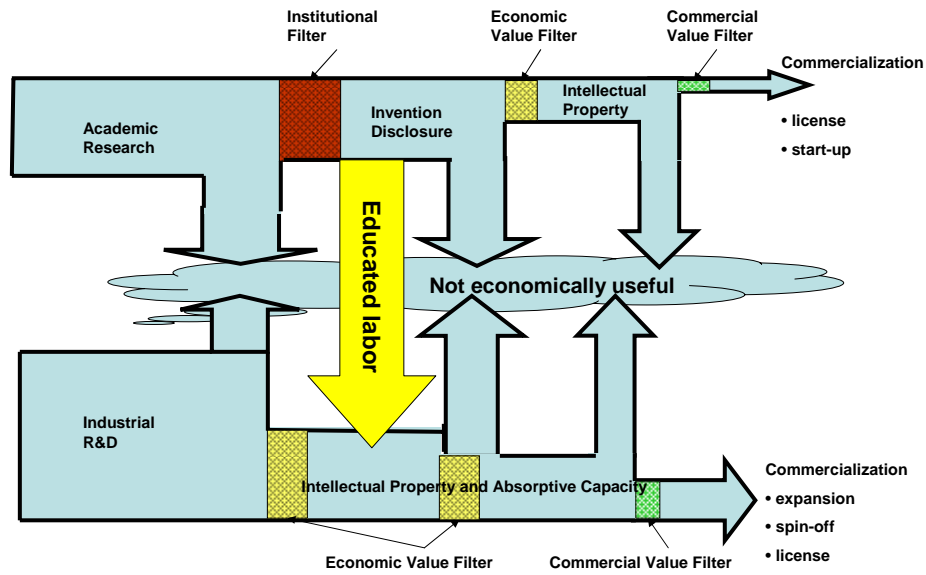 Institutional
Filter
Economic
Value Filter
Commercial
Value Filter
Commercialization
• license
• start-up
Academic
Research
Invention
Disclosure
Intellectual
Property
Educated labor
Not economically useful
Industrial
R&D
Intellectual Property and Absorptive Capacity
Commercialization
• expansion
• spin-off
• license
Economic Value Filter
Commercial Value Filter